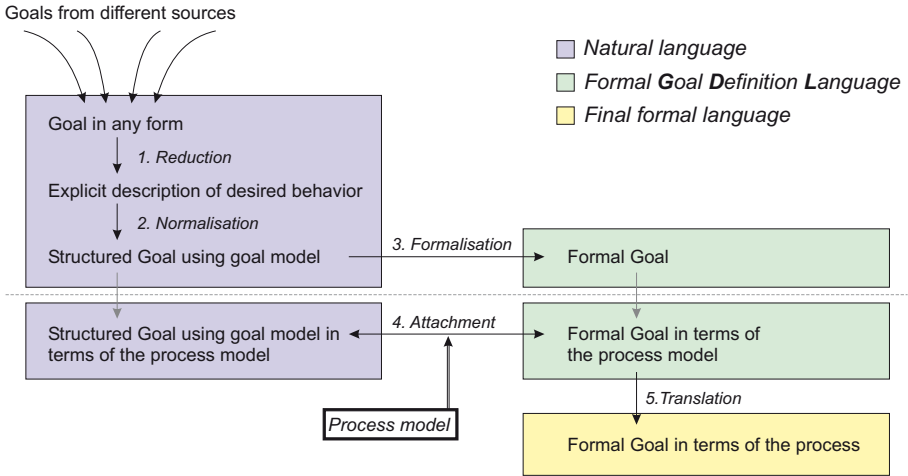 Goals from different sources
Natural language
Formal Goal Definition Language
Final formal language
Goal in any form
1. Reduction
Explicit description of desired behavior
2. Normalisation
Structured Goal using goal model
3. Formalisation
Formal Goal
Structured Goal using goal model in
terms of the process model
4. Attachment
Formal Goal in terms of
the process model
Process model
5.Translation
Formal Goal in terms of the process